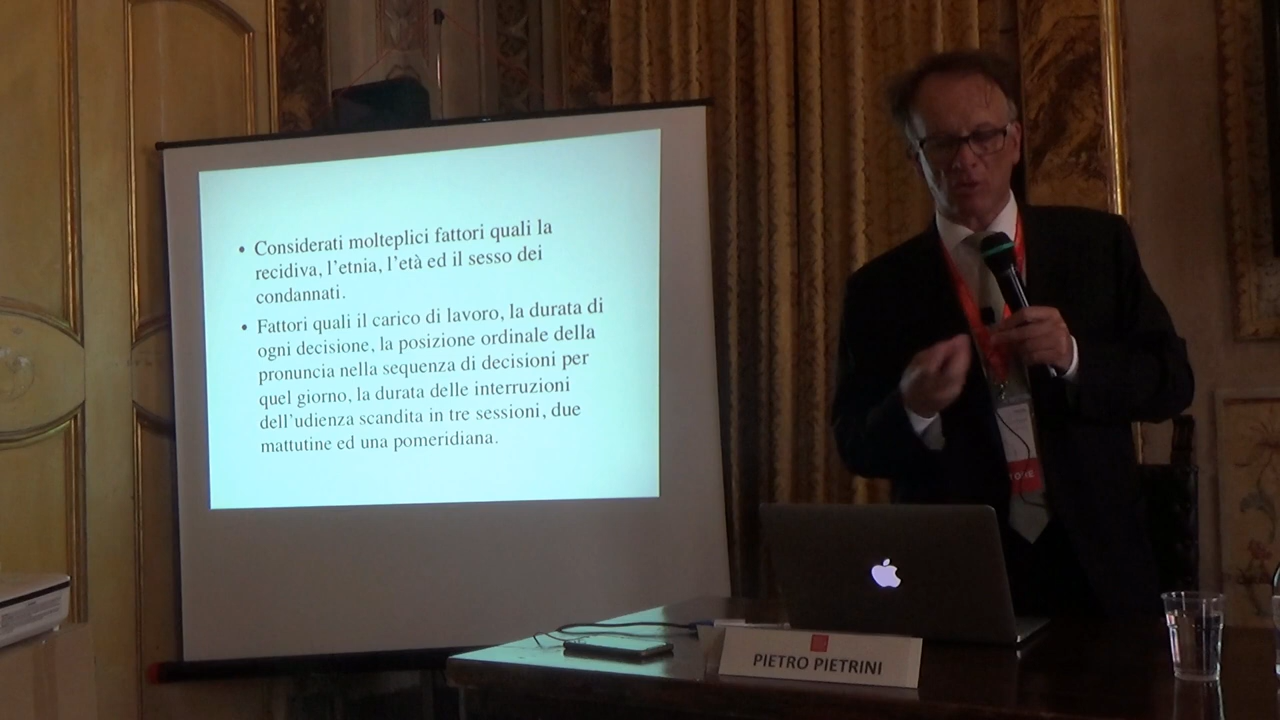 • Considerati molteplici fattori quali la
recidiva, l'etnia, l'età ed il sesso dei
condannati.
• Fattori quali il carico di lavoro, la durata di
ogni decisione, la posizione ordinale della
pronuncia nella sequenza di decisioni per
quel giorno, la durata delle interruzioni
dell'udienza scandita in tre sessioni, due
mattutine ed una pomeridiana.
PIETRO PIETRINI